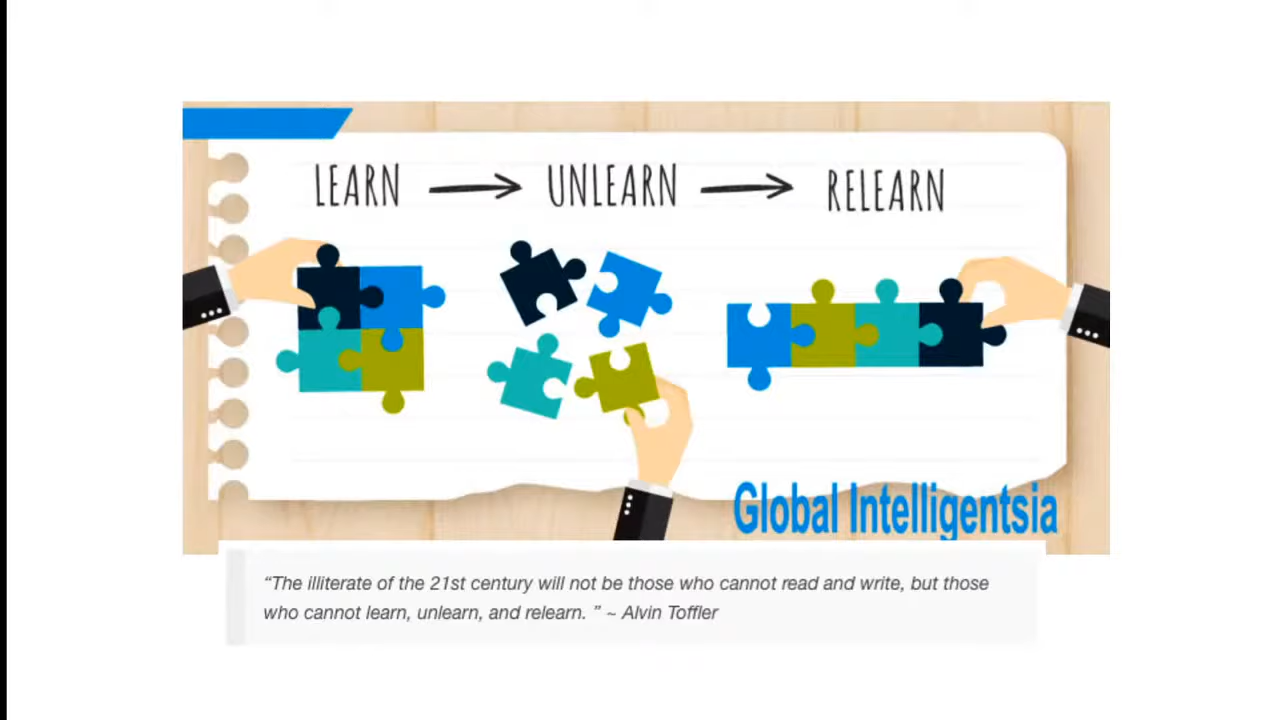 LEARN → UNLEARN → RELEARN
Global Intelligentsia
“The illiterate of the 21st century will not be those who cannot read and write, but those
who cannot learn, unlearn, and relearn. ” ~ Alvin Toffler